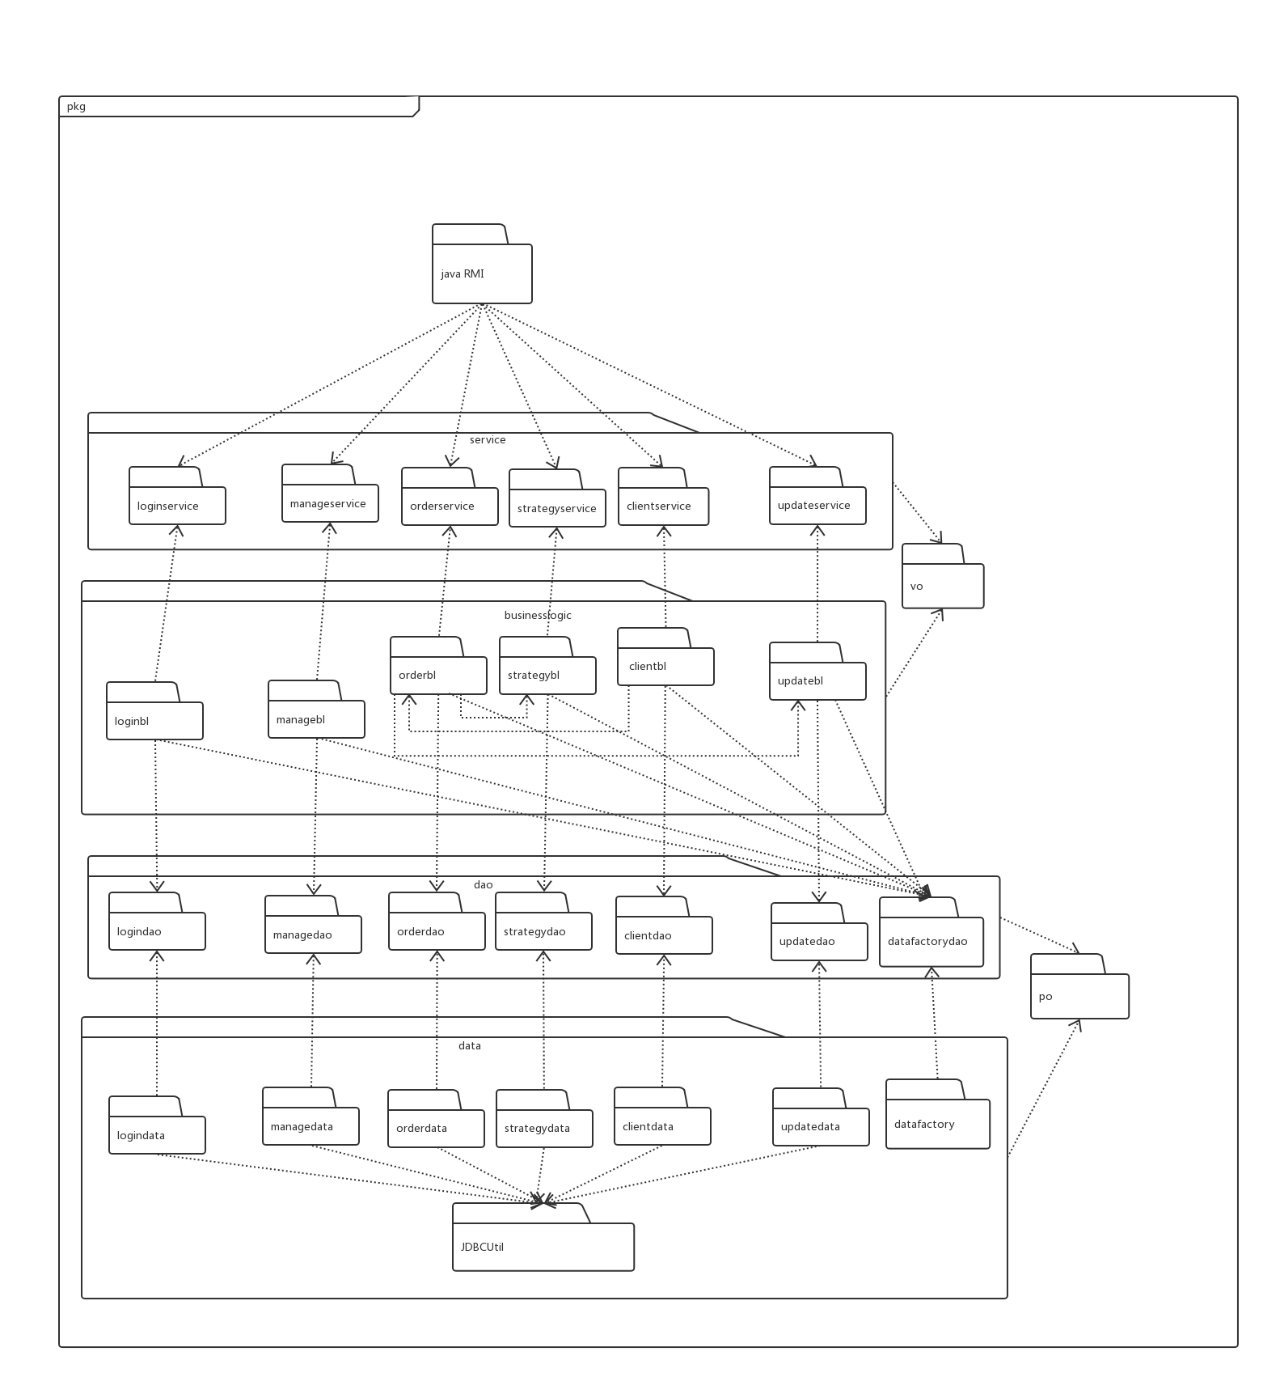 pkg
java RMI
service
loginservice
manageservice
orderservice
strategyservice
clientservice
updateservice
vo
businesslogic
loginbl
managebl
orderbl
strategybl
clientbl
updatebl
dao
logindao
managedao
orderdao
strategydao
clientdao
updatedao
datafactorydao
po
data
logindata
managedata
orderdata
strategydata
clientdata
updatedata
datafactory
JDBCUtil